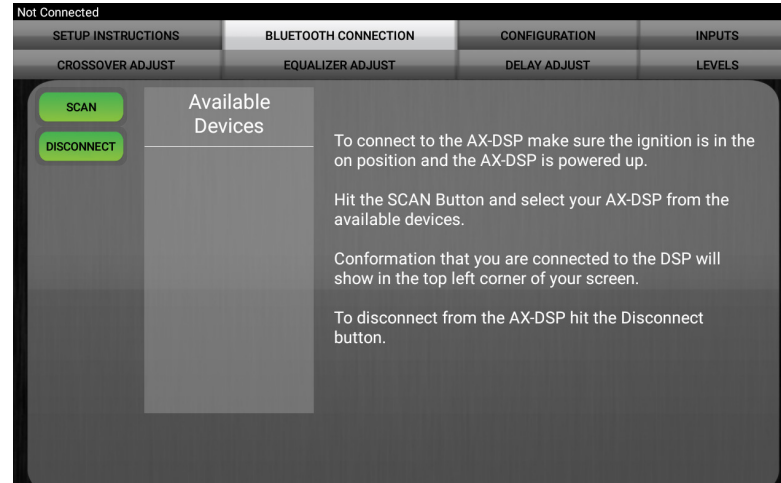 Not Connected
SETUP INSTRUCTIONS BLUETOOTH CONNECTION CONFIGURATION INPUTS
CROSSOVER ADJUST EQUALIZER ADJUST DELAY ADJUST LEVELS
SCAN
DISCONNECT
Available
Devices
To connect to the AX-DSP make sure the ignition is in the
on position and the AX-DSP is powered up.
Hit the SCAN Button and select your AX-DSP from the
available devices.
Conformation that you are connected to the DSP will
show in the top left corner of your screen.
To disconnect from the AX-DSP hit the Disconnect
button.